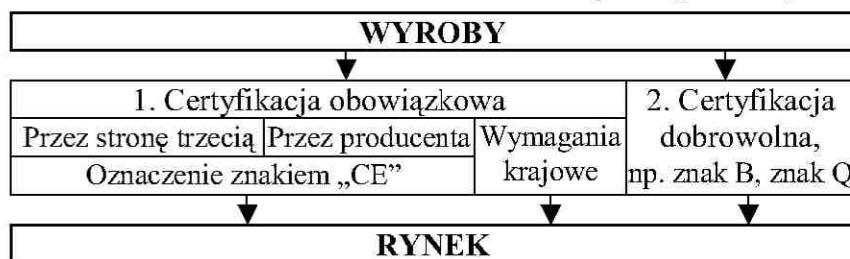 WYROBY
1. Certyfikacja obowiązkowa
Przez stronę trzecią
Przez producenta
Oznaczenie znakiem „CE”
Wymagania
krajowe
2. Certyfikacja
dobrowolna,
np. znak B, znak Q
RYNEK